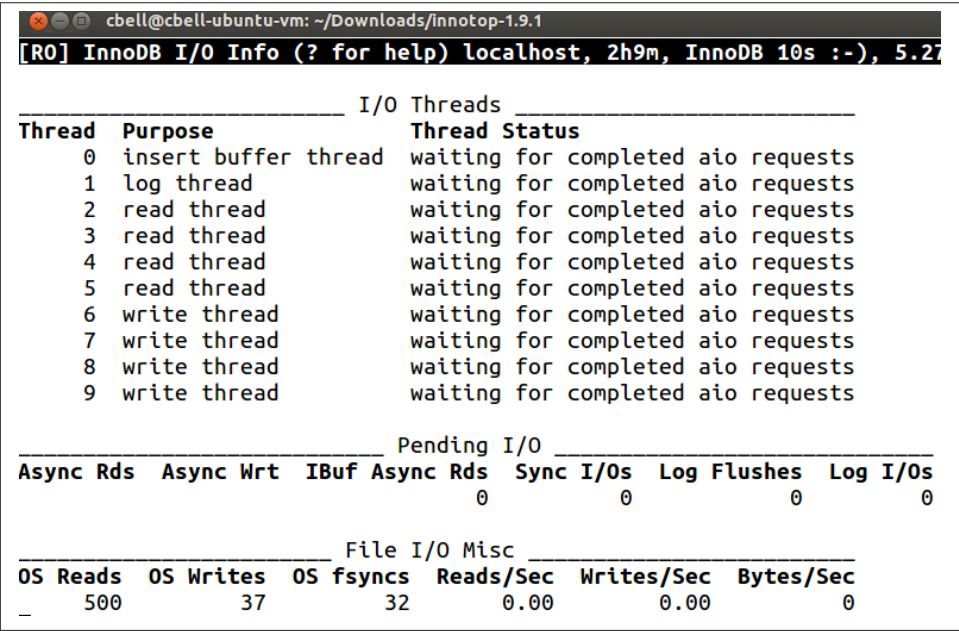 cbell@cbell-ubuntu-vm: ~/Downloads/innotop-1.9.1
[RO] InnoDB I/O Info (? for help) localhost, 2h9m, InnoDB 10s :-), 5.27
_________________________ I/O Threads __________________________
Thread  Purpose               Thread Status
     0  insert buffer thread  waiting for completed aio requests
     1  log thread            waiting for completed aio requests
     2  read thread           waiting for completed aio requests
     3  read thread           waiting for completed aio requests
     4  read thread           waiting for completed aio requests
     5  read thread           waiting for completed aio requests
     6  write thread          waiting for completed aio requests
     7  write thread          waiting for completed aio requests
     8  write thread          waiting for completed aio requests
     9  write thread          waiting for completed aio requests
____________________________ Pending I/O _____________________________
Async Rds  Async Wrt  IBuf Async Rds  Sync I/Os  Log Flushes  Log I/Os
                                   0          0            0         0
________________________ File I/O Misc _________________________
OS Reads  OS Writes  OS fsyncs  Reads/Sec  Writes/Sec  Bytes/Sec
_    500         37         32       0.00        0.00          0